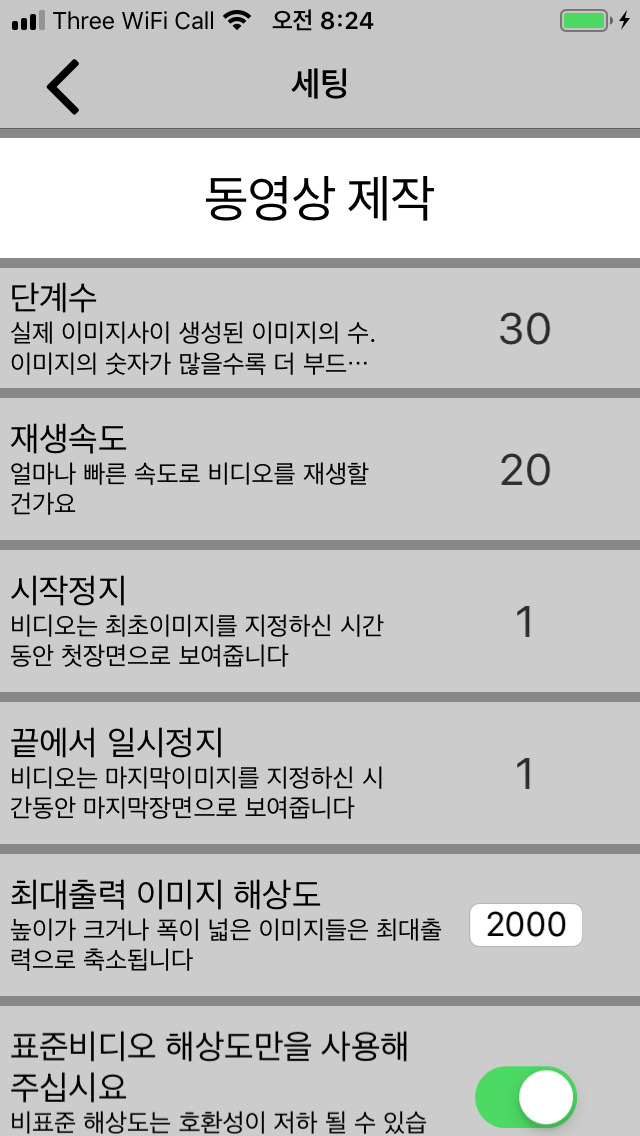 Three WiFi Call 오전 8:24
세팅
동영상 제작
단계수
실제 이미지사이 생성된 이미지의 수.
이미지의 숫자가 많을수록 더 부드…
30
재생속도
얼마나 빠른 속도로 비디오를 재생할
건가요
20
시작정지
비디오는 최초이미지를 지정하신 시간
동안 첫장면으로 보여줍니다
1
끝에서 일시정지
비디오는 마지막이미지를 지정하신 시
간동안 마지막장면으로 보여줍니다
1
최대출력 이미지 해상도
높이가 크거나 폭이 넓은 이미지들은 최대출
력으로 축소됩니다
2000
표준비디오 해상도만을 사용해
주십시요
비표준 해상도는 호환성이 저하 될 수 있습